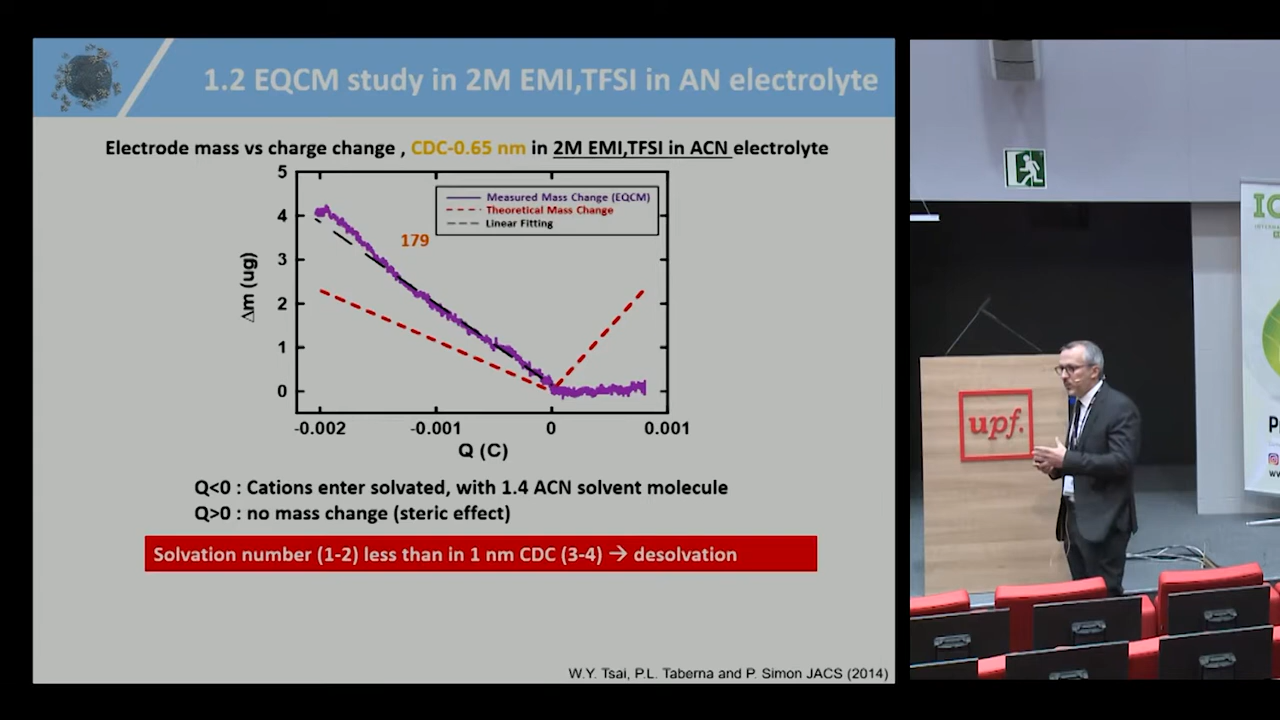 1.2 EQCM study in 2M EMI,TFSI in AN electrolyte
Electrode mass vs charge change , CDC-0.65 nm in 2M EMI,TFSI in ACN electrolyte
Measured Mass Change (EQCM)
Theoretical Mass Change
Linear Fitting
179
Δm (ug)
5
4
3
2
1
0
-0.002 -0.001 0 0.001
Q (C)
Q<0 : Cations enter solvated, with 1.4 ACN solvent molecule
Q>0 : no mass change (steric effect)
Solvation number (1-2) less than in 1 nm CDC (3-4) → desolvation
W.Y. Tsai, P.L. Taberna and P. Simon JACS (2014)
upf.